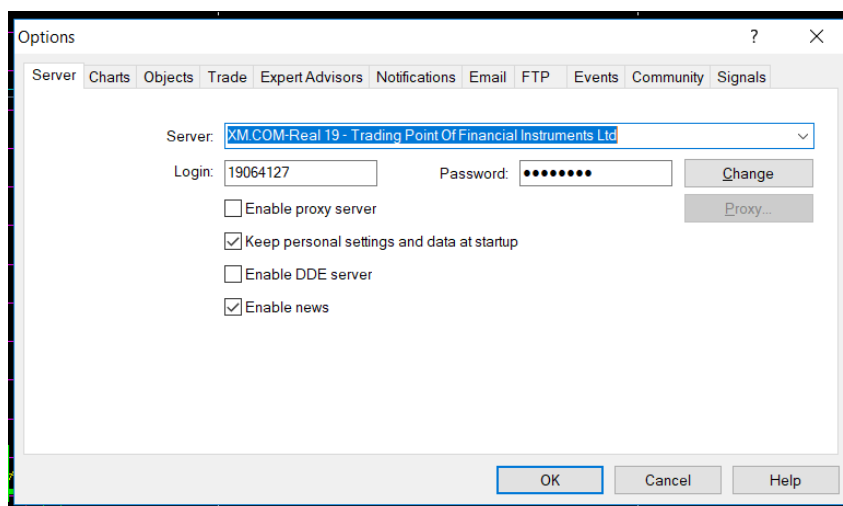 Options
?
Server Charts Objects Trade Expert Advisors Notifications Email FTP Events Community Signals
Server: XM.COM-Real 19 - Trading Point Of Financial Instruments Ltd
Login: 19064127 Password: ●●●●●●●● Change
Enable proxy server Proxy...
Keep personal settings and data at startup
Enable DDE server
Enable news
OK Cancel Help